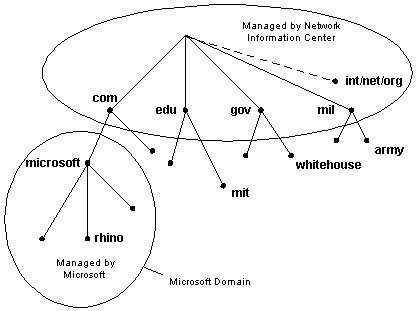 Managed by Network
Information Center
int/net/org
com
edu
gov
mil
microsoft
mit
whitehouse
army
rhino
Managed by
Microsoft
Microsoft Domain